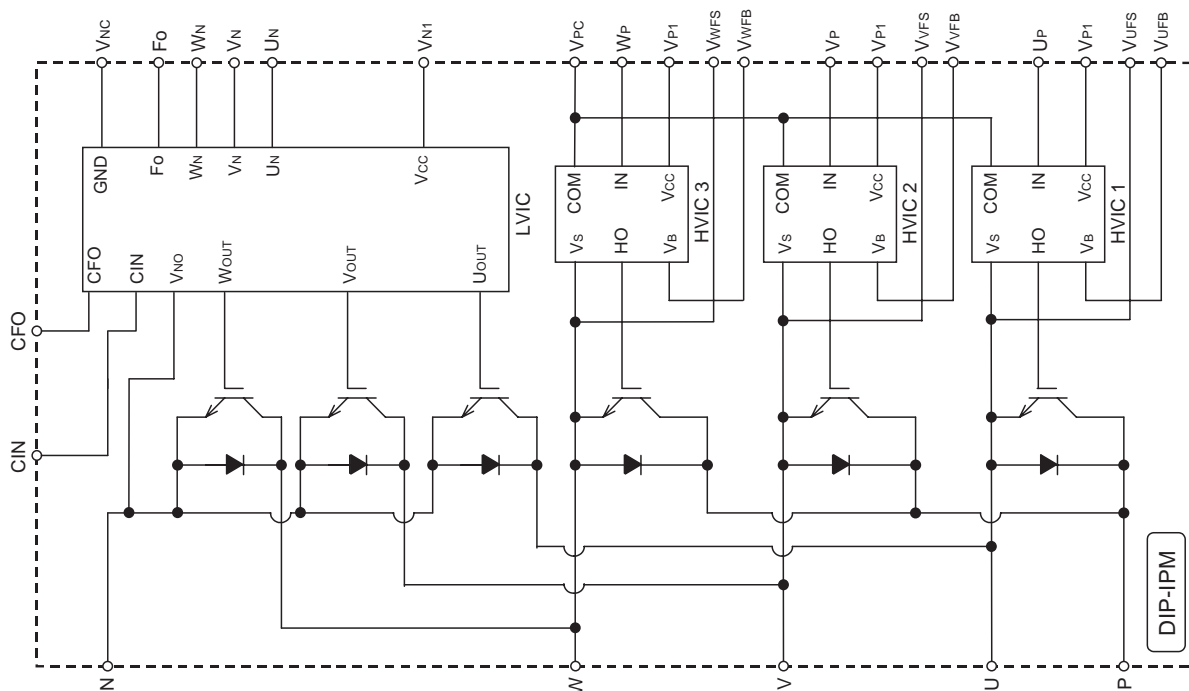 VNC
Fo
WN
VN
UN
VN1
VPC
WP
VP1
VWFS
VWFB
VP
VP1
VVFS
VVFB
UP
VP1
VUFS
VUFB
GND
Fo
WN
VN
UN
VCC
LVIC
CFO
CIN
VNO
WOUT
VOUT
UOUT
COM
IN
VCC
VS
HO
VB
HVIC 3
COM
IN
VCC
VS
HO
VB
HVIC 2
COM
IN
VCC
VS
HO
VB
HVIC 1
CFO
CIN
N
W
V
U
P
DIP-IPM